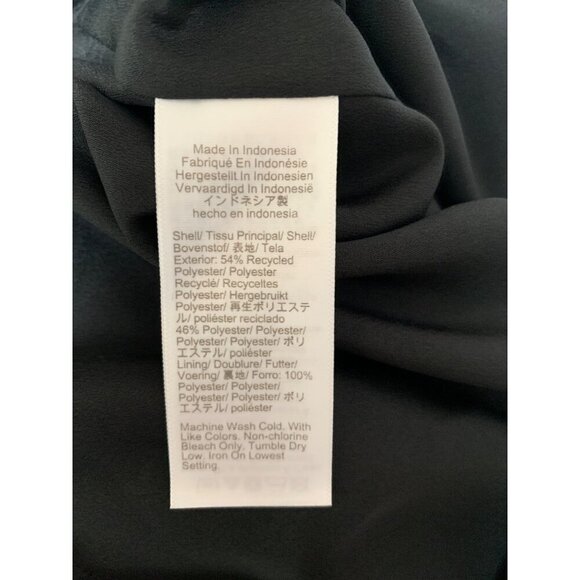 Made In Indonesia
Fabriqué En Indonésie
Hergestellt In Indonesien
Vervaardigd In Indonesië
インドネシア製
hecho en indonesia
Shell/ Tissu Principal/ Shell/
Bovenstof/ 表地/ Tela
Exterior: 54% Recycled
Polyester/ Polyester
Recyclé/ Recyceltes
Polyester/ Hergebruikt
Polyester/ 再生ポリエステ
ル/ poliéster reciclado
46% Polyester/ Polyester/
Polyester/ Polyester/ ポリ
エステル/ poliéster
Lining/ Doublure/ Futter/
Voering/ 裏地/ Forro: 100%
Polyester/ Polyester/
Polyester/ Polyester/ ポリ
エステル/ poliéster
Machine Wash Cold. With
Like Colors. Non-chlorine
Bleach Only. Tumble Dry
Low. Iron On Lowest
Setting.